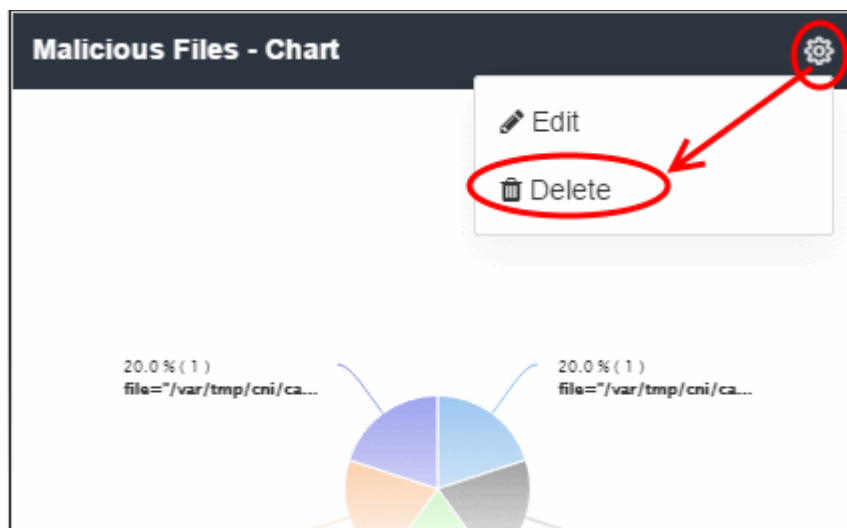 Malicious Files - Chart
Edit
Delete
20.0 % ( 1 )
file="/var/tmp/cni/ca...
20.0 % ( 1 )
file="/var/tmp/cni/ca...